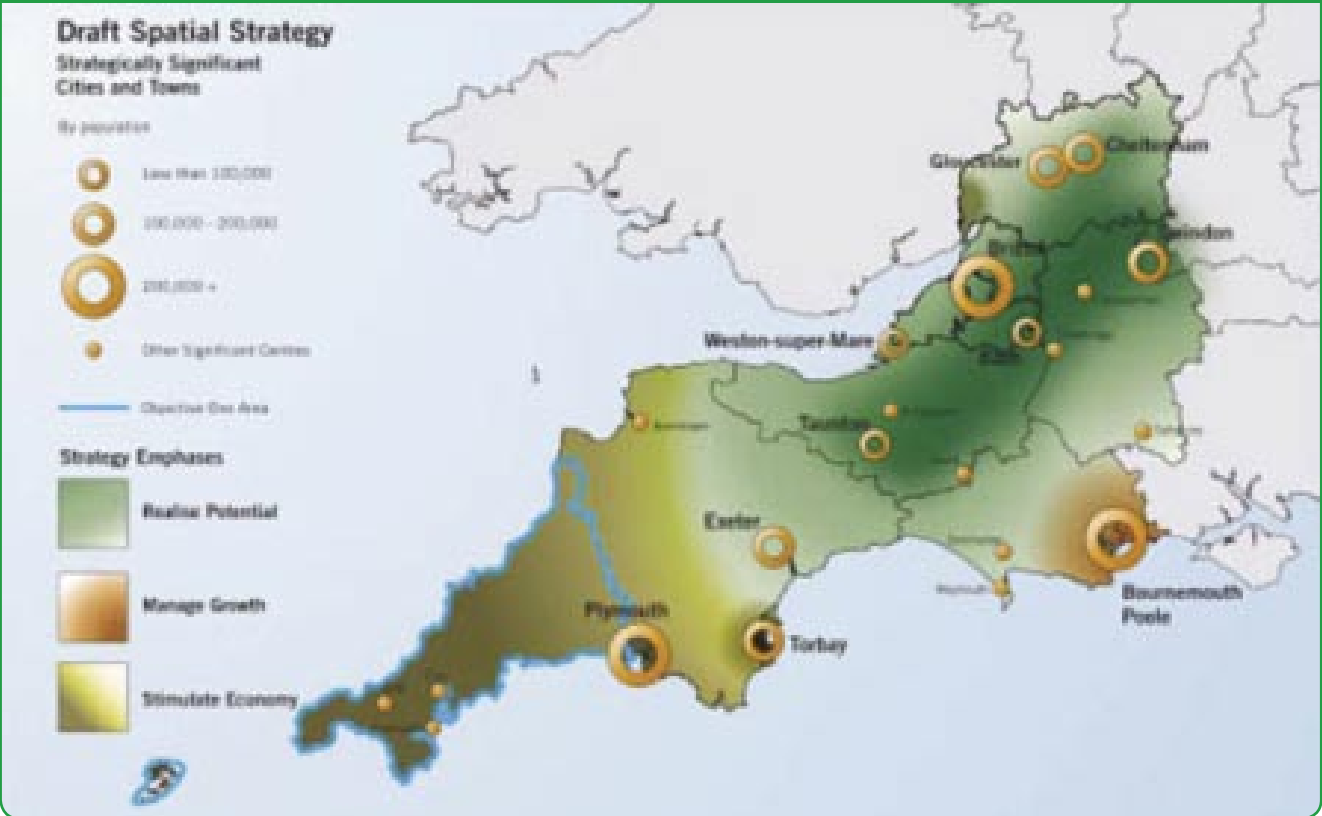 Draft Spatial Strategy
Strategically Significant
Cities and Towns
By population
Less than 100,000
100,000 - 200,000
200,000 +
Other Significant Centres
Objective One Area
Strategy Emphases
Realise Potential
Manage Growth
Stimulate Economy
Gloucester
Cheltenham
Swindon
Bristol
Weston-super-Mare
Bath
Taunton
Exeter
Plymouth
Torbay
Bournemouth
Poole
Weymouth